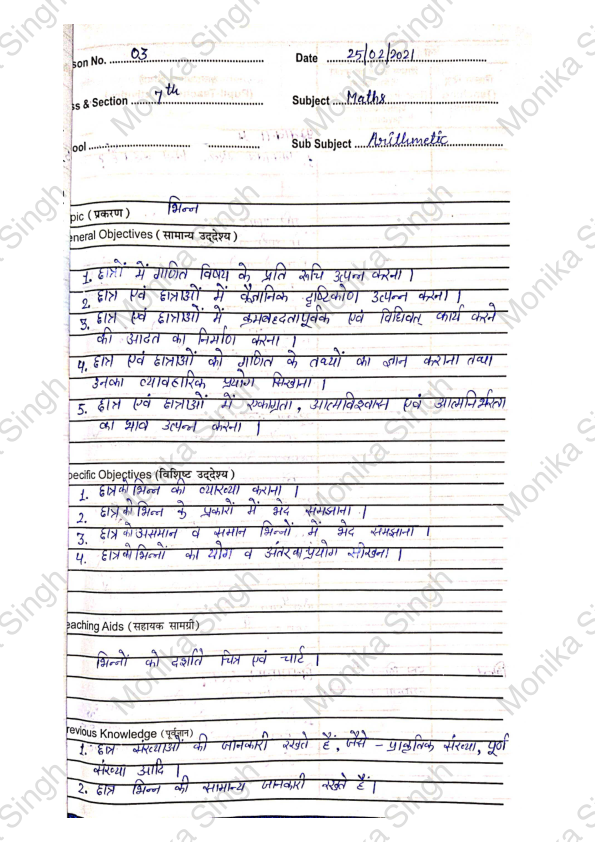 son No. .... 03 ....
Date .... 25/02/2021 ....
ss & Section .... 7th ....
Subject .... Maths ....
ool ....
Sub Subject .... Arithmetic ....
pic ( प्रकरण ) भिन्न
eneral Objectives ( सामान्य उद्देश्य )
1. छात्रों में गणित विषय के प्रति रूचि उत्पन्न करना ।
2. छात्र एवं छात्राओं में वैज्ञानिक दृष्टिकोण उत्पन्न करना ।
3. छात्र एवं छात्राओं में क्रमबद्धतापूर्वक एवं विधिवत् कार्य करने
की आदत का निर्माण करना ।
4. छात्र एवं छात्राओं को गणित के तथ्यों का ज्ञान कराना तथा
उनका व्यावहारिक प्रयोग सिखाना ।
5. छात्र एवं छात्राओं में एकाग्रता, आत्मविश्वास एवं आत्मनिर्भरता
का भाव उत्पन्न करना ।
pecific Objectives (विशिष्ट उद्देश्य )
1. छात्र को भिन्न की व्याख्या कराना ।
2. छात्र को भिन्न के प्रकारों में भेद समझाना ।
3. छात्र को असमान व समान भिन्नों में भेद समझाना ।
4. छात्र को भिन्नों का योग व अंतर का प्रयोग सीखना ।
eaching Aids ( सहायक सामग्री)
भिन्नों को दर्शाते चित्र एवं चार्ट ।
revious Knowledge (पूर्वज्ञान)
1. छात्र संख्याओं की जानकारी रखते हैं, जैसे - प्राकृतिक संख्या, पूर्ण
संख्या आदि ।
2. छात्र भिन्न की सामान्य जानकारी रखते हैं।
Monika Singh